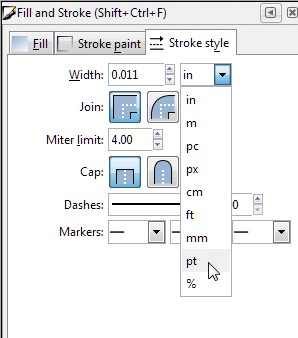 Fill and Stroke (Shift+Ctrl+F)
Fill Stroke paint Stroke style
Width: 0.011 in
in
Join:
m
Miter limit: 4.00
pc
px
Cap:
cm
Dashes: 0
ft
Markers:
mm
pt
%